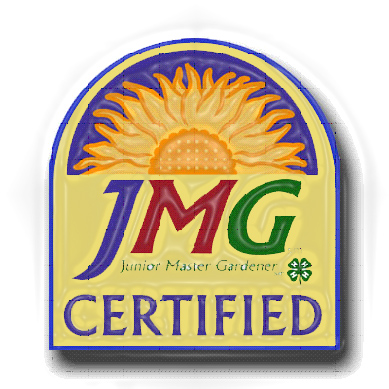 JMG
Junior Master Gardener
CERTIFIED